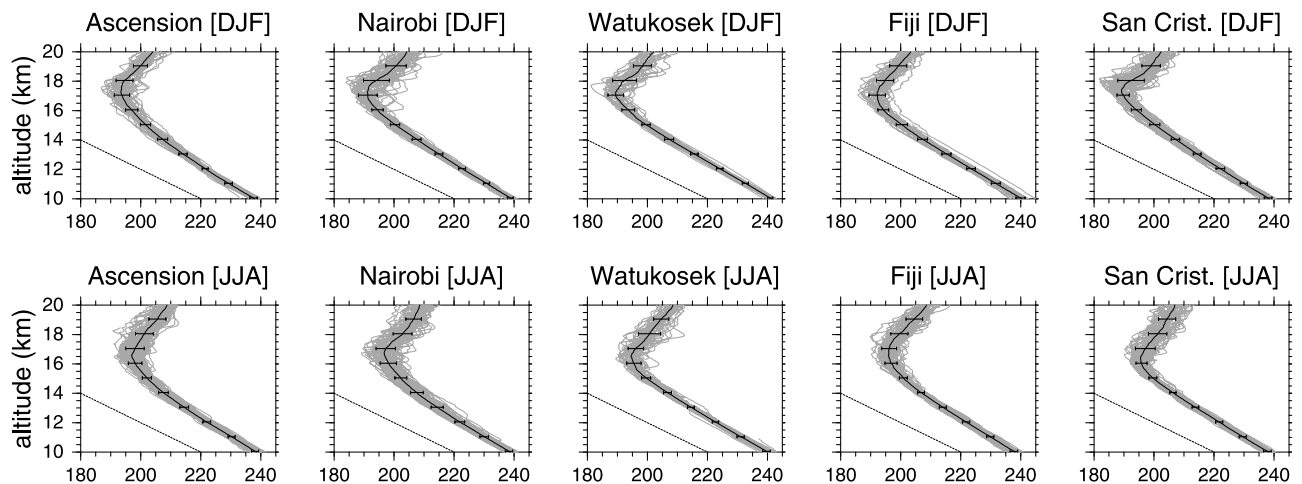 Ascension [DJF] Nairobi [DJF] Watukosek [DJF] Fiji [DJF] San Crist. [DJF]
altitude (km)
20
18
16
14
12
10
180 200 220 240 180 200 220 240 180 200 220 240 180 200 220 240 180 200 220 240
Ascension [JJA] Nairobi [JJA] Watukosek [JJA] Fiji [JJA] San Crist. [JJA]
altitude (km)
20
18
16
14
12
10
180 200 220 240 180 200 220 240 180 200 220 240 180 200 220 240 180 200 220 240